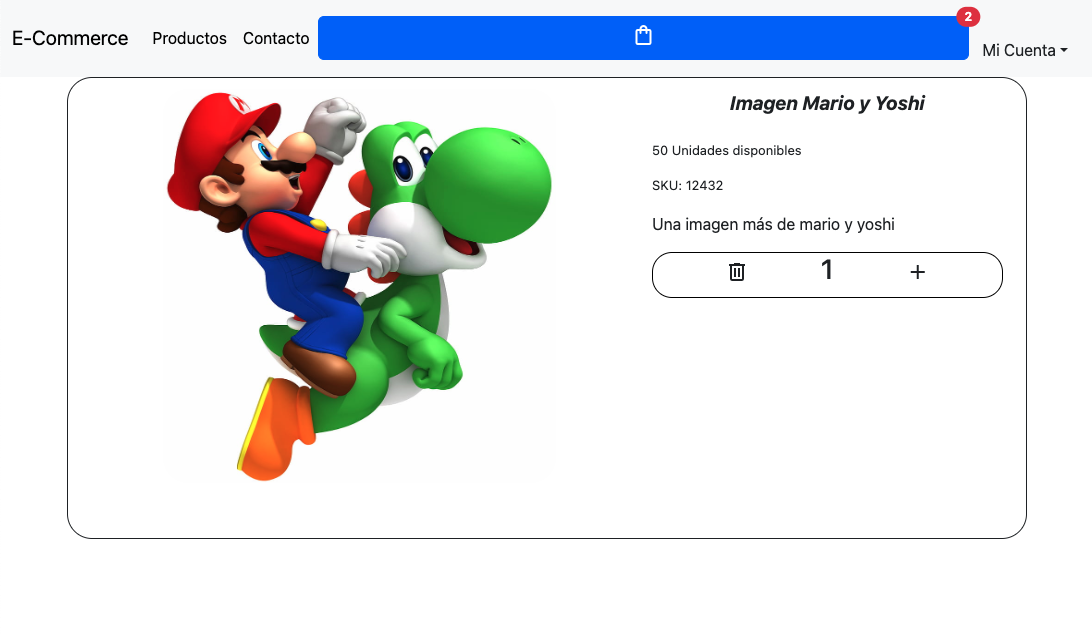 E-Commerce
Productos
Contacto
2
Mi Cuenta
M
Imagen Mario y Yoshi
50 Unidades disponibles
SKU: 12432
Una imagen más de mario y yoshi
1
+